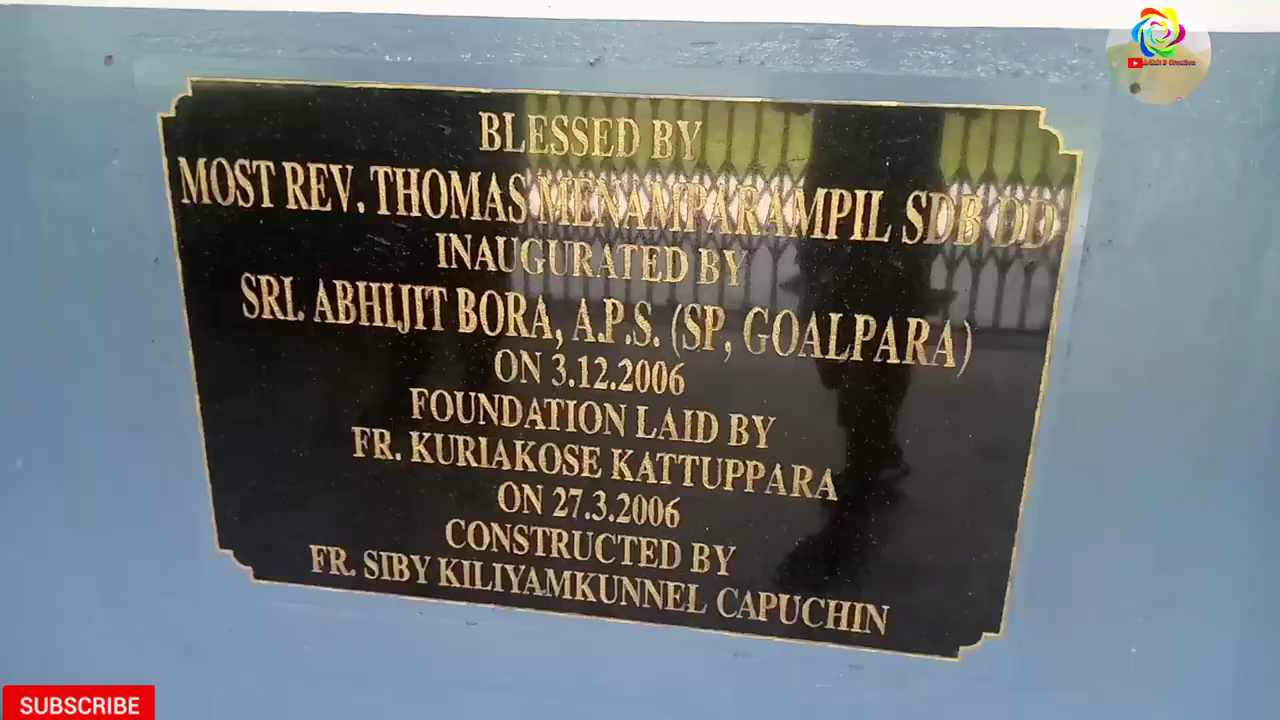 BLESSED BY
MOST REV. THOMAS MENAMPARAMPIL SDB DD
INAUGURATED BY
SRI. ABHIJIT BORA, A.P.S. (SP, GOALPARA)
ON 3.12.2006
FOUNDATION LAID BY
FR. KURIAKOSE KATTUPPARA
ON 27.3.2006
CONSTRUCTED BY
FR. SIBY KILIYAMKUNNEL CAPUCHIN
SUBSCRIBE